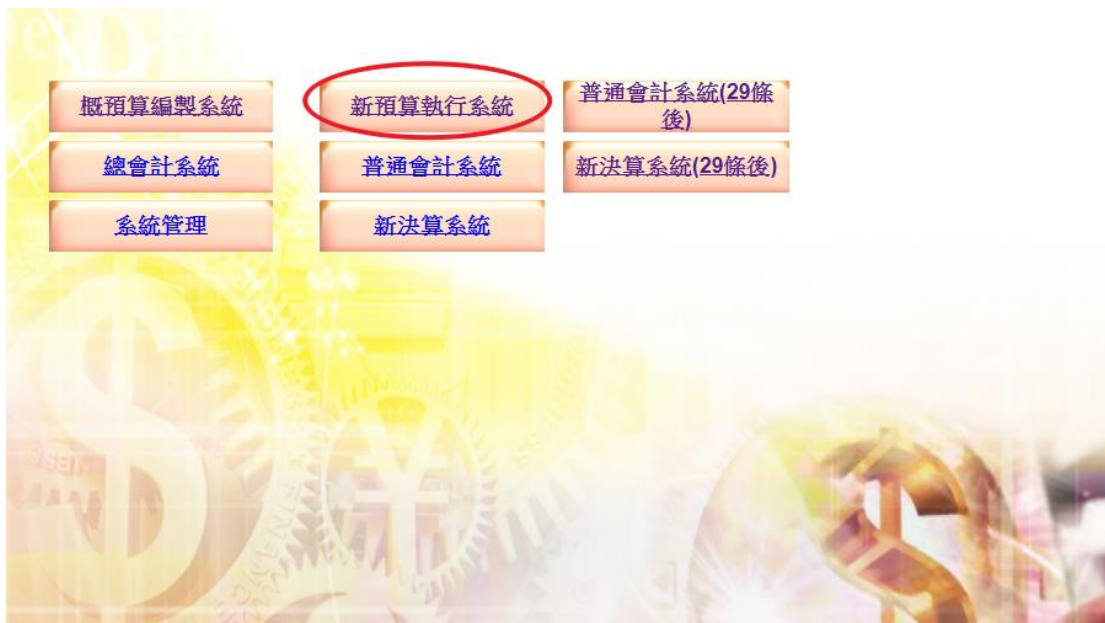 概預算編製系統
新預算執行系統
普通會計系統(29條
後)
總會計系統
普通會計系統
新決算系統(29條後)
系統管理
新決算系統